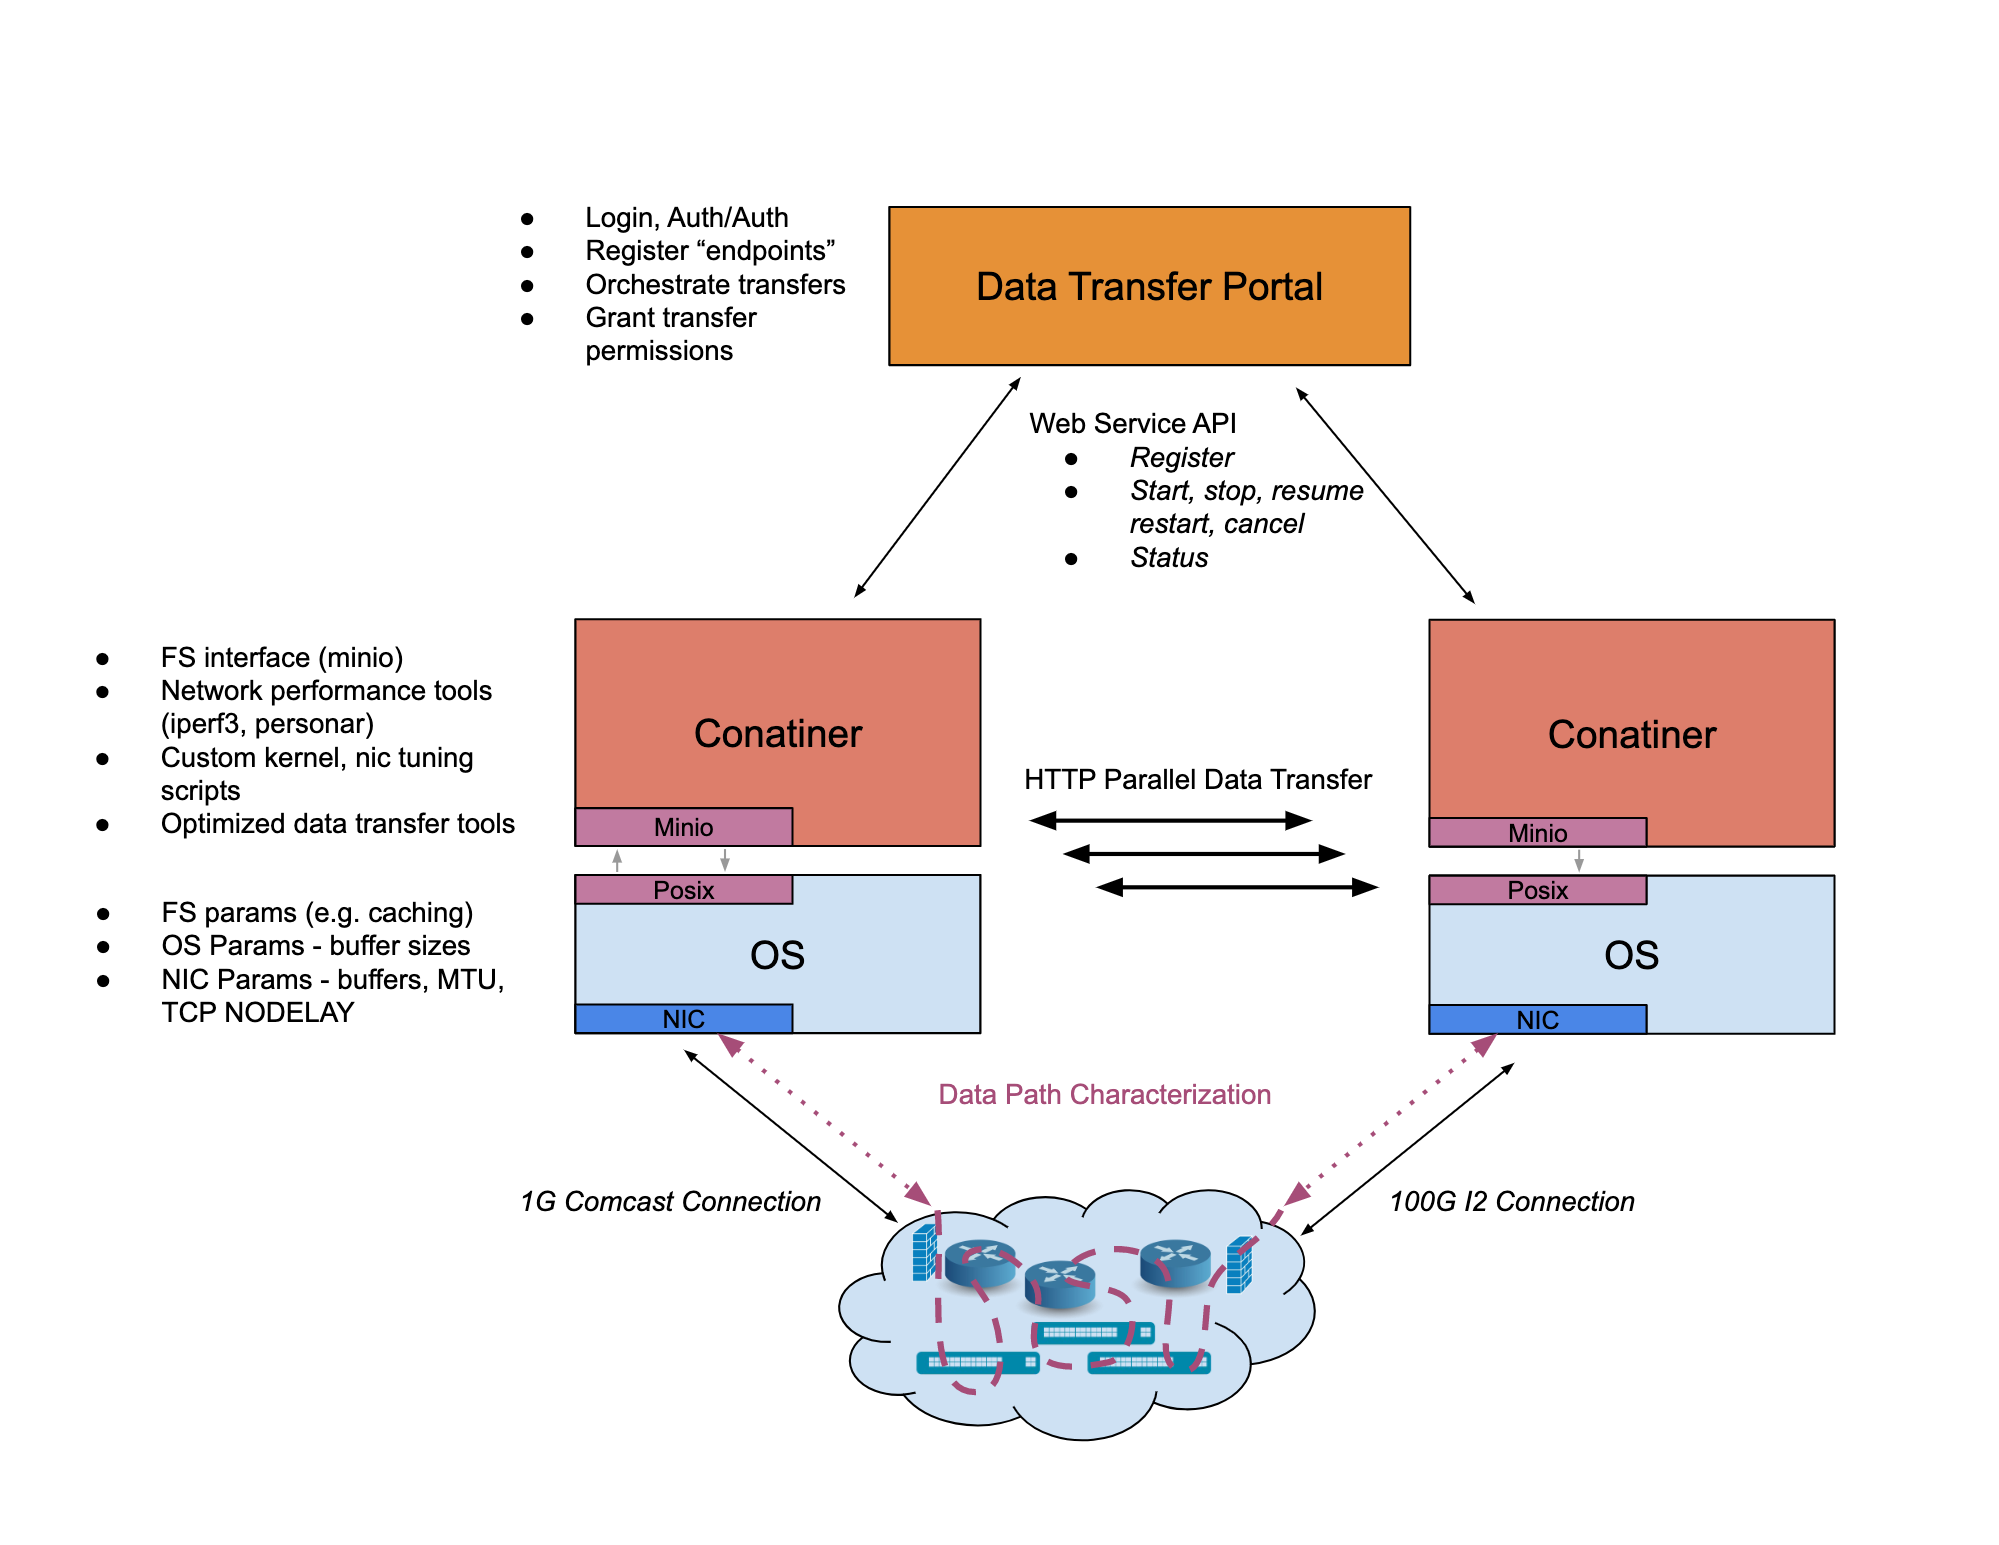 ● Login, Auth/Auth
● Register “endpoints”
● Orchestrate transfers
● Grant transfer
permissions
Data Transfer Portal
Web Service API
● Register
● Start, stop, resume
restart, cancel
● Status
● FS interface (minio)
● Network performance tools
(iperf3, personar)
● Custom kernel, nic tuning
scripts
● Optimized data transfer tools
Conatiner
Minio
HTTP Parallel Data Transfer
Conatiner
Minio
● FS params (e.g. caching)
● OS Params - buffer sizes
● NIC Params - buffers, MTU,
TCP NODELAY
Posix
OS
NIC
Posix
OS
NIC
Data Path Characterization
1G Comcast Connection
100G I2 Connection